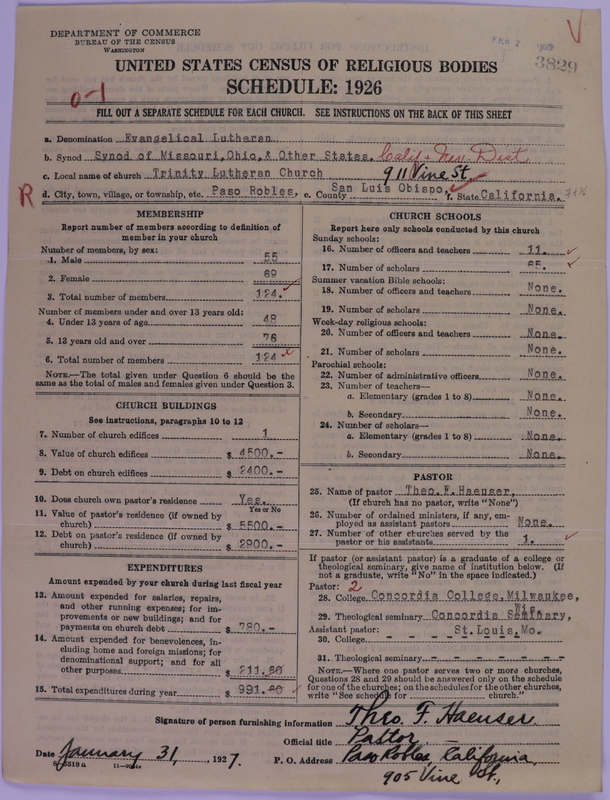 DEPARTMENT OF COMMERCE
BUREAU OF THE CENSUS
WASHINGTON
3829
UNITED STATES CENSUS OF RELIGIOUS BODIES
SCHEDULE: 1926
0-1
FILL OUT A SEPARATE SCHEDULE FOR EACH CHURCH. SEE INSTRUCTIONS ON THE BACK OF THIS SHEET
a. Denomination Evangelical Lutheran
b. Synod Synod of Missouri,Ohio,& Other States. Calif. & Nev. Dist.
c. Local name of church Trinity Lutheran Church 911 Vine St.
R d. City, town, village, or township, etc. Paso Robles, e. County San Luis Obispo, f. State California.
MEMBERSHIP
Report number of members according to definition of member in your church
Number of members, by sex:
1. Male 55
2. Female 69
3. Total number of members 124.
Number of members under and over 13 years old:
4. Under 13 years of age 48
5. 13 years old and over 76
6. Total number of members 124
NOTE.—The total given under Question 6 should be
same as the total of males and females given under Question 3.
CHURCH BUILDINGS
See instructions, paragraphs 10 to 12
7. Number of church edifices 1
8. Value of church edifices $ 4500.-
9. Debt on church edifices $ 2400.-
10. Does church own pastor's residence Yes.
Yes or No
11. Value of pastor's residence (if owned by
church) $ 5500.-
12. Debt on pastor's residence (if owned by
church) $ 2900.-
EXPENDITURES
Amount expended by your church during last fiscal year
13. Amount expended for salaries, repairs,
and other running expenses; for im-
provements or new buildings; and for
payments on church debt $ 780.-
14. Amount expended for benevolences, in-
cluding home and foreign missions; for
denominational support; and for all
other purposes $ 211.80
15. Total expenditures during year $ 991.80
CHURCH SCHOOLS
Report here only schools conducted by this church
Sunday schools:
16. Number of officers and teachers 11.
17. Number of scholars 65.
Summer vacation Bible schools:
18. Number of officers and teachers None.
19. Number of scholars None.
Week-day religious schools:
20. Number of officers and teachers None.
21. Number of scholars None.
Parochial schools:
22. Number of administrative officers None.
23. Number of teachers—
a. Elementary (grades 1 to 8) None.
b. Secondary None.
24. Number of scholars—
a. Elementary (grades 1 to 8) None.
b. Secondary None.
PASTOR
25. Name of pastor Theo.F.Haeuser,
(If church has no pastor, write "None")
26. Number of ordained ministers, if any, em-
ployed as assistant pastors None.
27. Number of other churches served by the
pastor or his assistants 1.
If pastor (or assistant pastor) is a graduate of a college or
theological seminary, give name of institution below. (If
not a graduate, write "No" in the space indicated.)
Pastor: 2
28. College Concordia College,Milwaukee,
Wis.
29. Theological seminary Concordia Seminary,
Assistant pastor: St.Louis,Mo.
30. College
31. Theological seminary
NOTE.—Where one pastor serves two or more churches,
Questions 28 and 29 should be answered only on the schedule
for one of the churches; on the schedules for the other churches,
write "See schedule for church."
Signature of person furnishing information Theo. F. Haeuser
Official title Pastor
Date January 31, 1927. P. O. Address Paso Robles, California,
905 Vine St.,